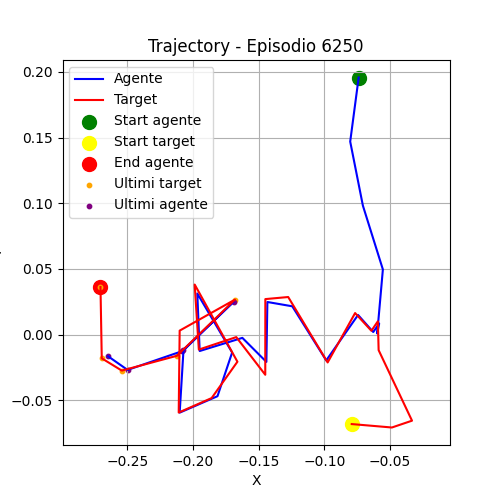 Trajectory - Episodio 6250
Agente
Target
Start agente
Start target
End agente
Ultimi target
Ultimi agente
0.20
0.15
0.10
0.05
0.00
−0.05
−0.25
−0.20
−0.15
−0.10
−0.05
X